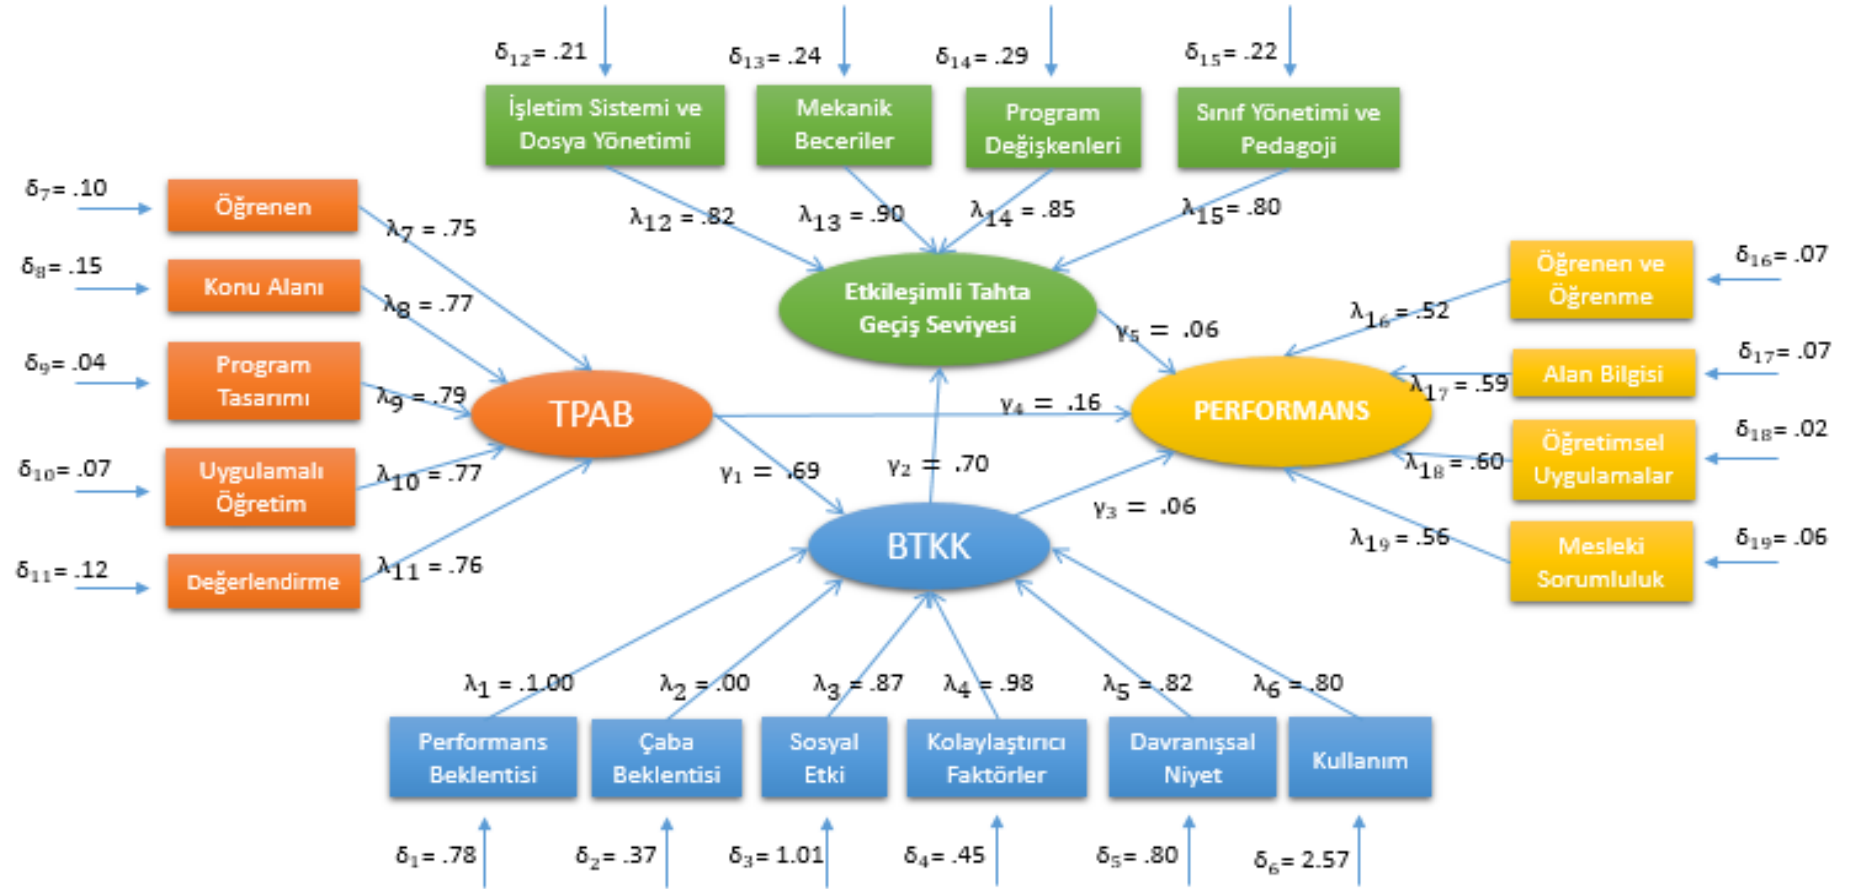 δ₁₂= .21
δ₁₃= .24
δ₁₄= .29
δ₁₅= .22
İşletim Sistemi ve
Dosya Yönetimi
Mekanik
Beceriler
Program
Değişkenleri
Sınıf Yönetimi ve
Pedagoji
λ₁₂ = .82
λ₁₃ = .90
λ₁₄ = .85
λ₁₅= .80
Etkileşimli Tahta
Geçiş Seviyesi
δ₇= .10
Öğrenen
λ₇ = .75
δ₈= .15
Konu Alanı
λ₈ = .77
δ₉= .04
Program
Tasarımı
λ₉ = .79
δ₁₀= .07
Uygulamalı
Öğretim
λ₁₀ = .77
δ₁₁= .12
Değerlendirme
λ₁₁ = .76
TPAB
γ₅ = .06
γ₄ = .16
γ₁ = .69
γ₂ = .70
γ₃ = .06
PERFORMANS
Öğrenen ve
Öğrenme
δ₁₆= .07
λ₁₆= .52
Alan Bilgisi
δ₁₇= .07
λ₁₇= .59
Öğretimsel
Uygulamalar
δ₁₈= .02
λ₁₈= .60
Mesleki
Sorumluluk
δ₁₉= .06
λ₁₉= .56
BTKK
λ₁ = .1.00
λ₂ = .00
λ₃ = .87
λ₄ = .98
λ₅ = .82
λ₆ = .80
Performans
Beklentisi
Çaba
Beklentisi
Sosyal
Etki
Kolaylaştırıcı
Faktörler
Davranışsal
Niyet
Kullanım
δ₁= .78
δ₂= .37
δ₃= 1.01
δ₄= .45
δ₅= .80
δ₆= 2.57